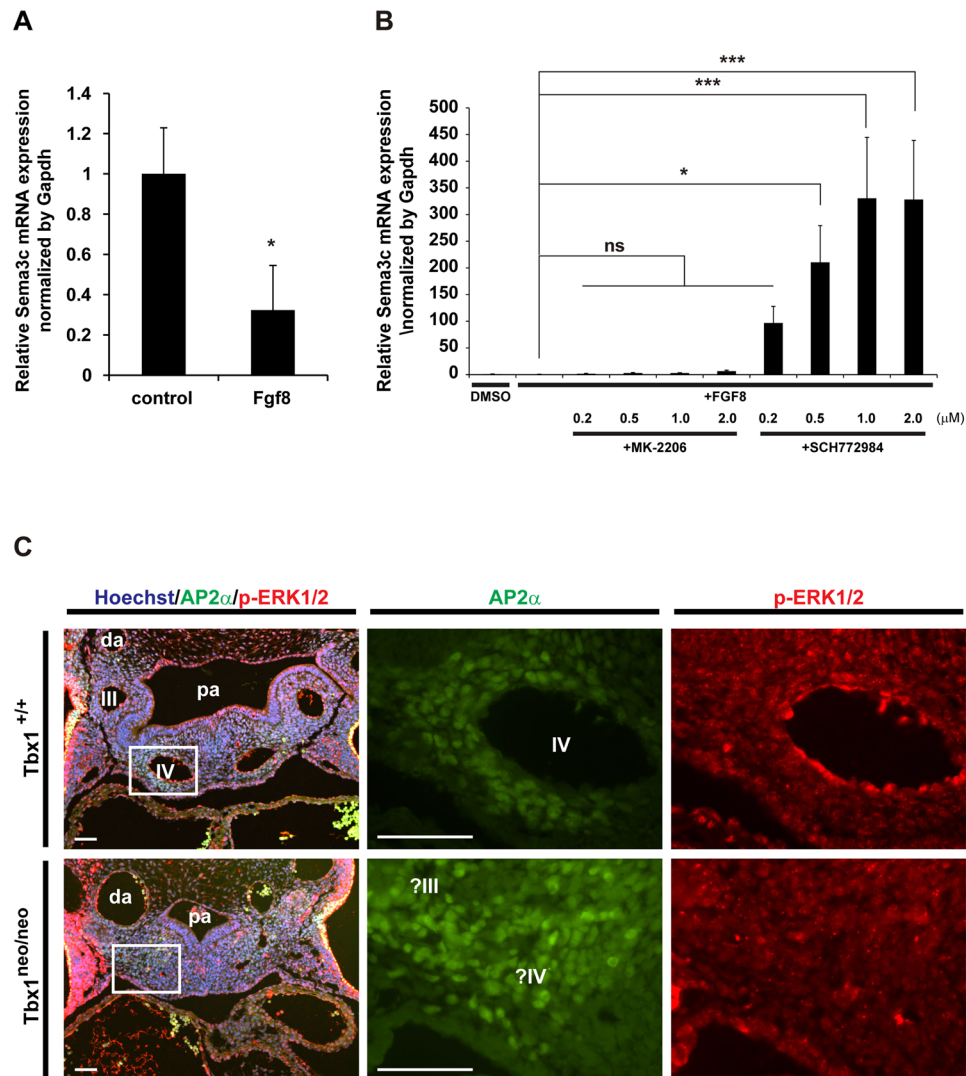 A
Relative Sema3c mRNA expression
normalized by Gapdh
1.4
1.2
1
0.8
0.6
0.4
0.2
0
*
control
Fgf8
B
Relative Sema3c mRNA expression
\normalized by Gapdh
500
450
400
350
300
250
200
150
100
50
0
***
***
*
ns
DMSO
+FGF8
0.2 0.5 1.0 2.0 0.2 0.5 1.0 2.0 (μM)
+MK-2206
+SCH772984
C
Hoechst/AP2α/p-ERK1/2
AP2α
p-ERK1/2
Tbx1 +/+
da
III
pa
IV
IV
Tbx1 neo/neo
da
pa
?III
?IV